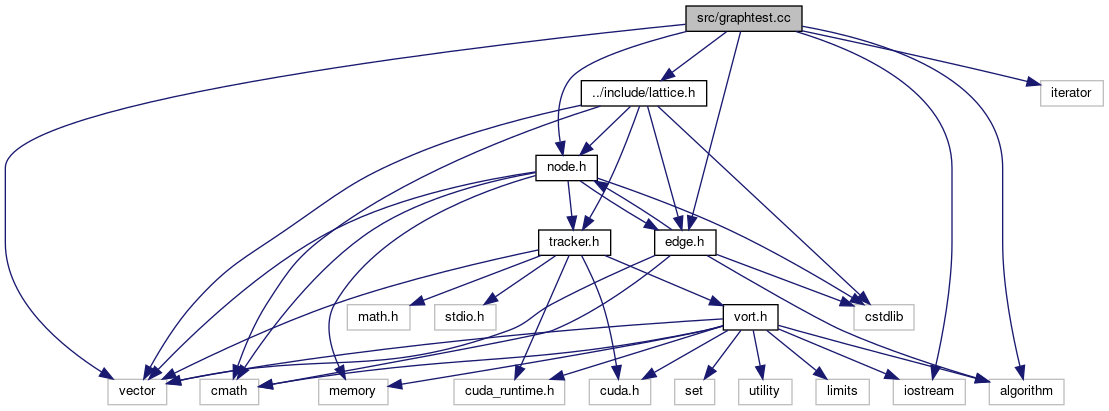 src/graphtest.cc
../include/lattice.h
iterator
node.h
tracker.h
edge.h
math.h
stdio.h
vort.h
cstdlib
vector
cmath
memory
cuda_runtime.h
cuda.h
set
utility
limits
iostream
algorithm